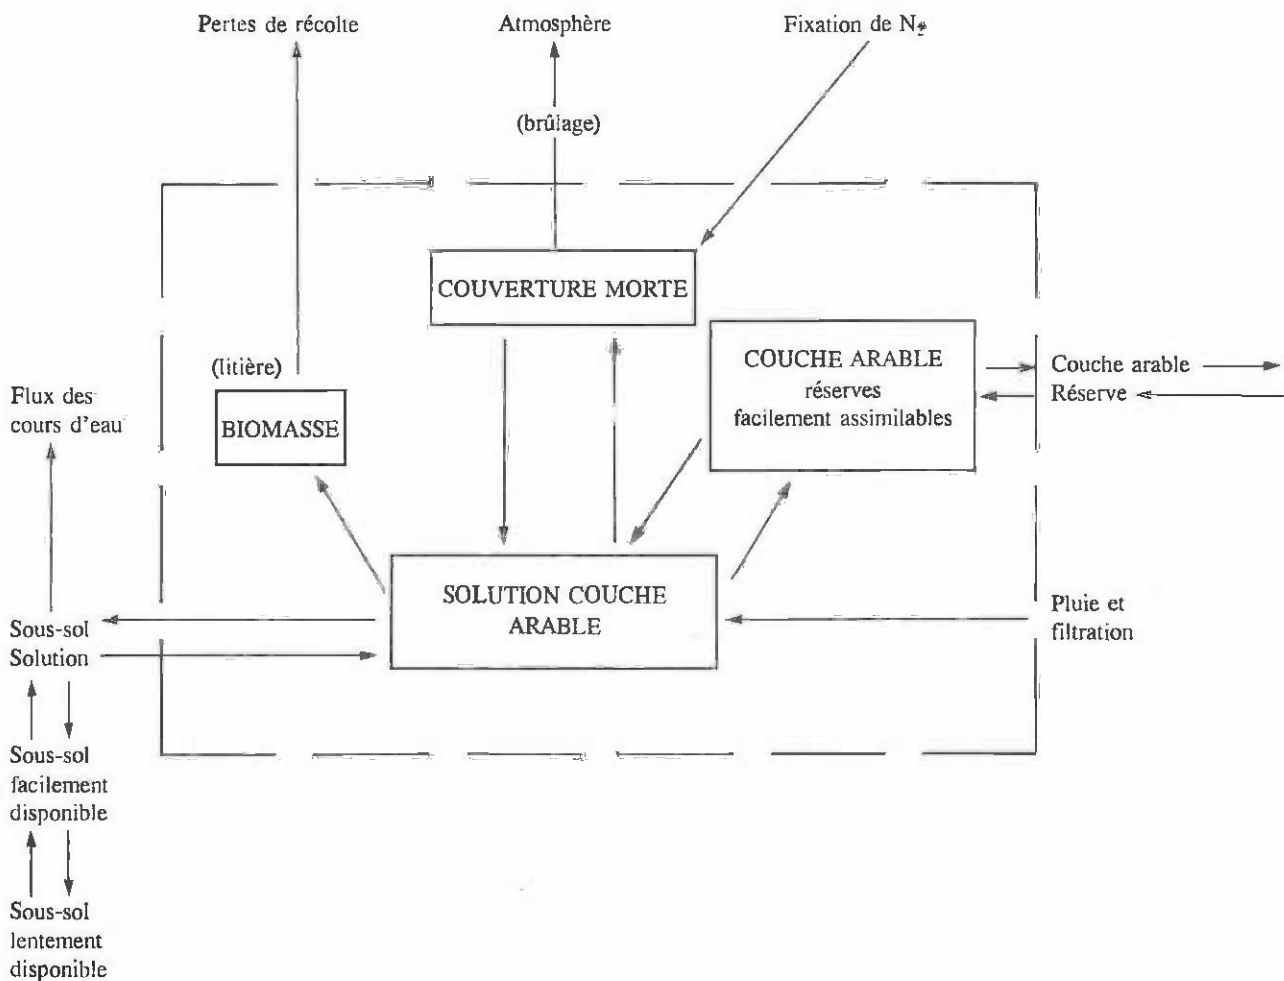 Pertes de récolte
Atmosphère
Fixation de N₂
(brûlage)
COUVERTURE MORTE
(litière)
BIOMASSE
COUCHE ARABLE
réserves
facilement assimilables
Couche arable
Réserve
Flux des
cours d'eau
SOLUTION COUCHE
ARABLE
Pluie et
filtration
Sous-sol
Solution
Sous-sol
facilement
disponible
Sous-sol
lentement
disponible